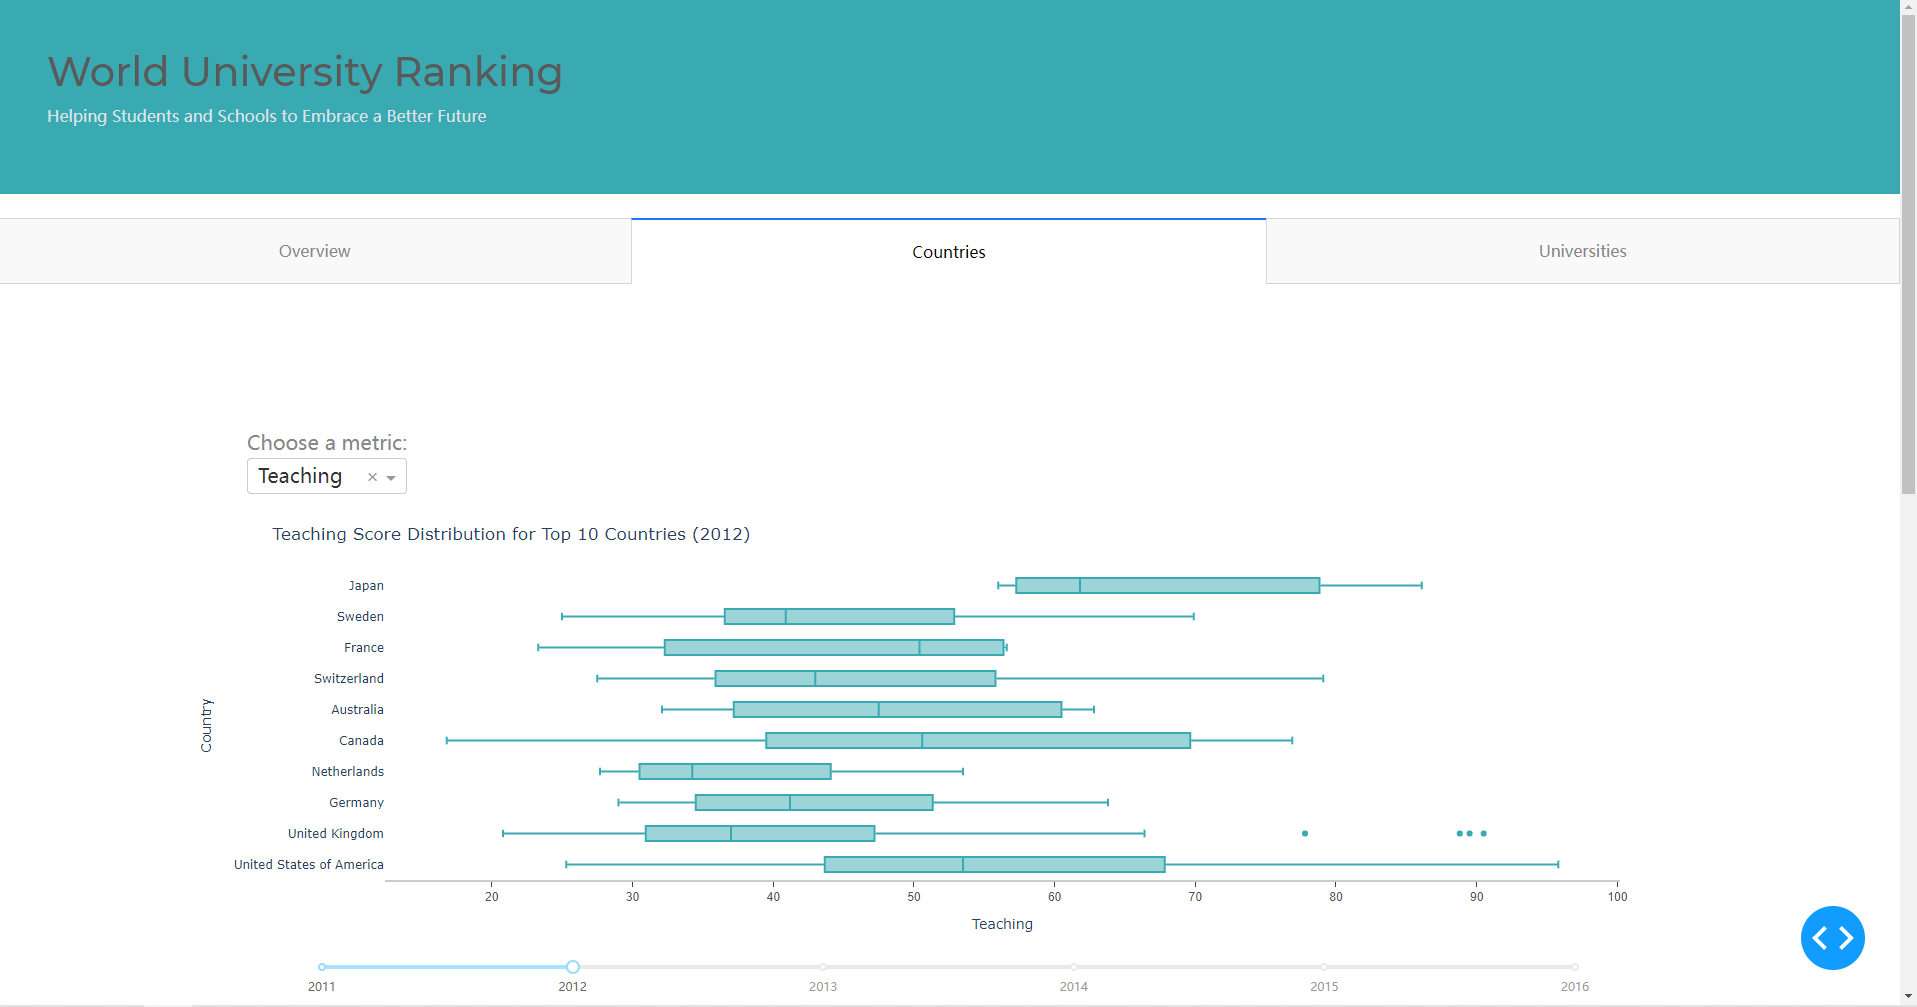 World University Ranking
Helping Students and Schools to Embrace a Better Future
Overview
Countries
Universities
Choose a metric:
Teaching × 
Teaching Score Distribution for Top 10 Countries (2012)
Country
Japan
Sweden
France
Switzerland
Australia
Canada
Netherlands
Germany
United Kingdom
United States of America
20 30 40 50 60 70 80 90 100
Teaching
2011 2012 2013 2014 2015 2016